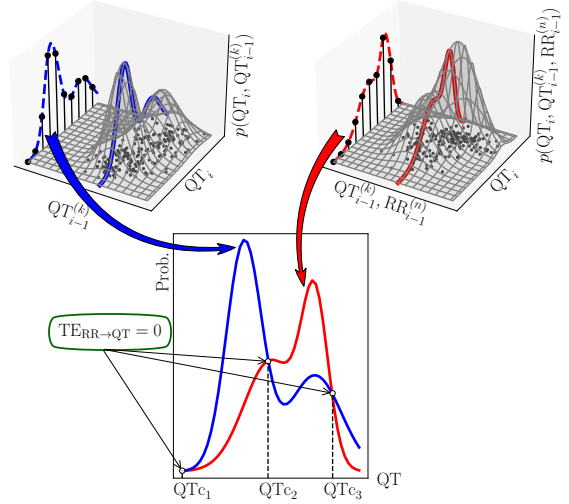 p(QT_i, QT_{i−1}^{(k)})
QT_i
QT_{i−1}^{(k)}
p(QT_i, QT_{i−1}^{(k)}, RR_{i−1}^{(n)})
QT_i
QT_{i−1}^{(k)}, RR_{i−1}^{(n)}
Prob.
TE_{RR→QT} = 0
QT
QTc_1
QTc_2
QTc_3